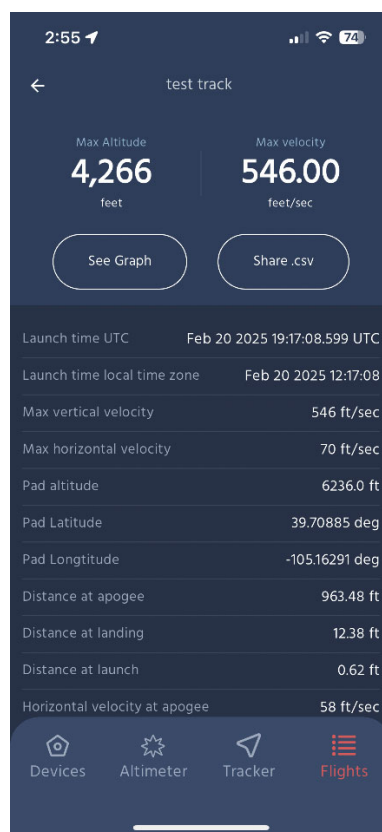 2:55
74
test track
Max Altitude
4,266
feet
Max velocity
546.00
feet/sec
See Graph
Share .csv
Launch time UTC Feb 20 2025 19:17:08.599 UTC
Launch time local time zone Feb 20 2025 12:17:08
Max vertical velocity 546 ft/sec
Max horizontal velocity 70 ft/sec
Pad altitude 6236.0 ft
Pad Latitude 39.70885 deg
Pad Longtitude -105.16291 deg
Distance at apogee 963.48 ft
Distance at landing 12.38 ft
Distance at launch 0.62 ft
Horizontal velocity at apogee 58 ft/sec
Devices Altimeter Tracker Flights